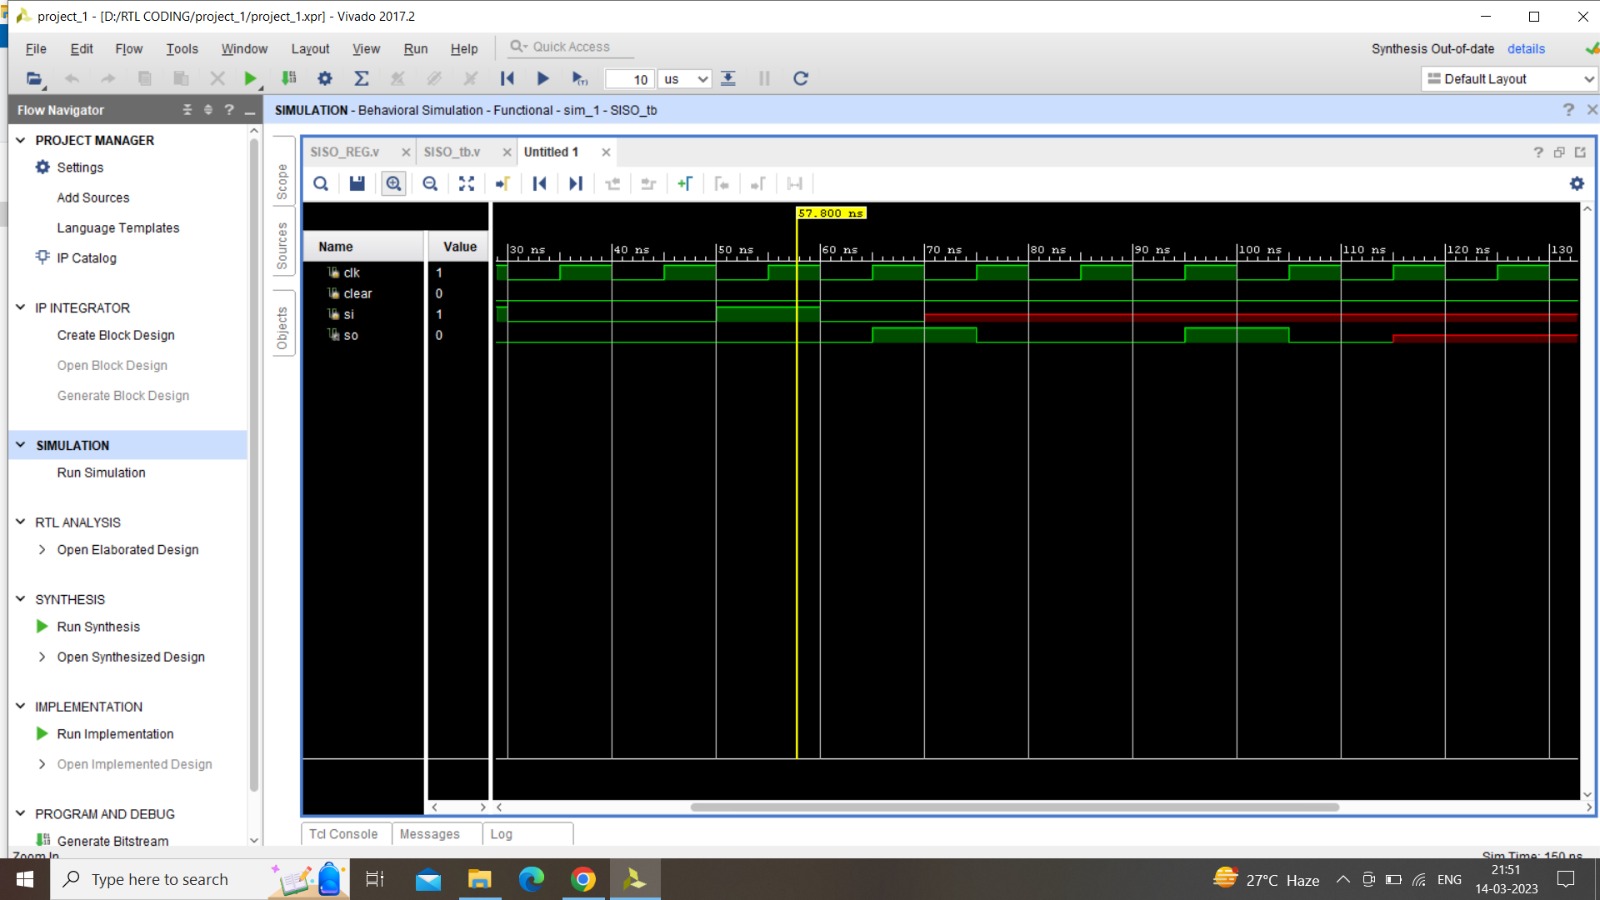 project_1 - [D:/RTL CODING/project_1/project_1.xpr] - Vivado 2017.2
File Edit Flow Tools Window Layout View Run Help Quick Access
Synthesis Out-of-date details
10 us
Default Layout
Flow Navigator
SIMULATION - Behavioral Simulation - Functional - sim_1 - SISO_tb
PROJECT MANAGER
Settings
Add Sources
Language Templates
IP Catalog
IP INTEGRATOR
Create Block Design
Open Block Design
Generate Block Design
SIMULATION
Run Simulation
RTL ANALYSIS
Open Elaborated Design
SYNTHESIS
Run Synthesis
Open Synthesized Design
IMPLEMENTATION
Run Implementation
Open Implemented Design
PROGRAM AND DEBUG
Generate Bitstream
Zoom In
Scope
Sources
Objects
SISO_REG.v SISO_tb.v Untitled 1
57.800 ns
Name Value
30 ns 40 ns 50 ns 60 ns 70 ns 80 ns 90 ns 100 ns 110 ns 120 ns 130
clk 1
clear 0
si 1
so 0
Tcl Console Messages Log
Sim Time: 150 ns
Type here to search
27°C Haze
ENG
21:51
14-03-2023